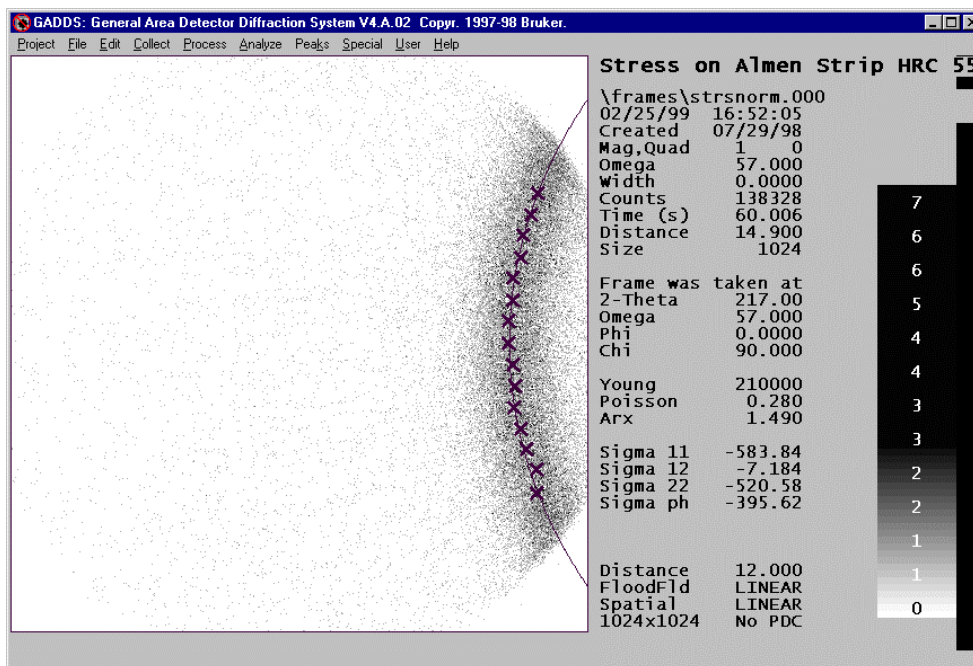 GADDS: General Area Detector Diffraction System V4.A.02 Copyr. 1997-98 Bruker.
Project File Edit Collect Process Analyze Peaks Special User Help
Stress on Almen Strip HRC 55
\frames\strsnorm.000
02/25/99 16:52:05
Created 07/29/98
Mag,Quad 1 0
Omega 57.000
Width 0.0000
Counts 138328
Time (s) 60.006
Distance 14.900
Size 1024
Frame was taken at
2-Theta 217.00
Omega 57.000
Phi 0.0000
Chi 90.000
Young 210000
Poisson 0.280
Arx 1.490
Sigma 11 -583.84
Sigma 12 -7.184
Sigma 22 -520.58
Sigma ph -395.62
Distance 12.000
FloodFld LINEAR
Spatial LINEAR
1024x1024 No PDC
7
6
6
5
4
4
3
3
2
2
1
1
0